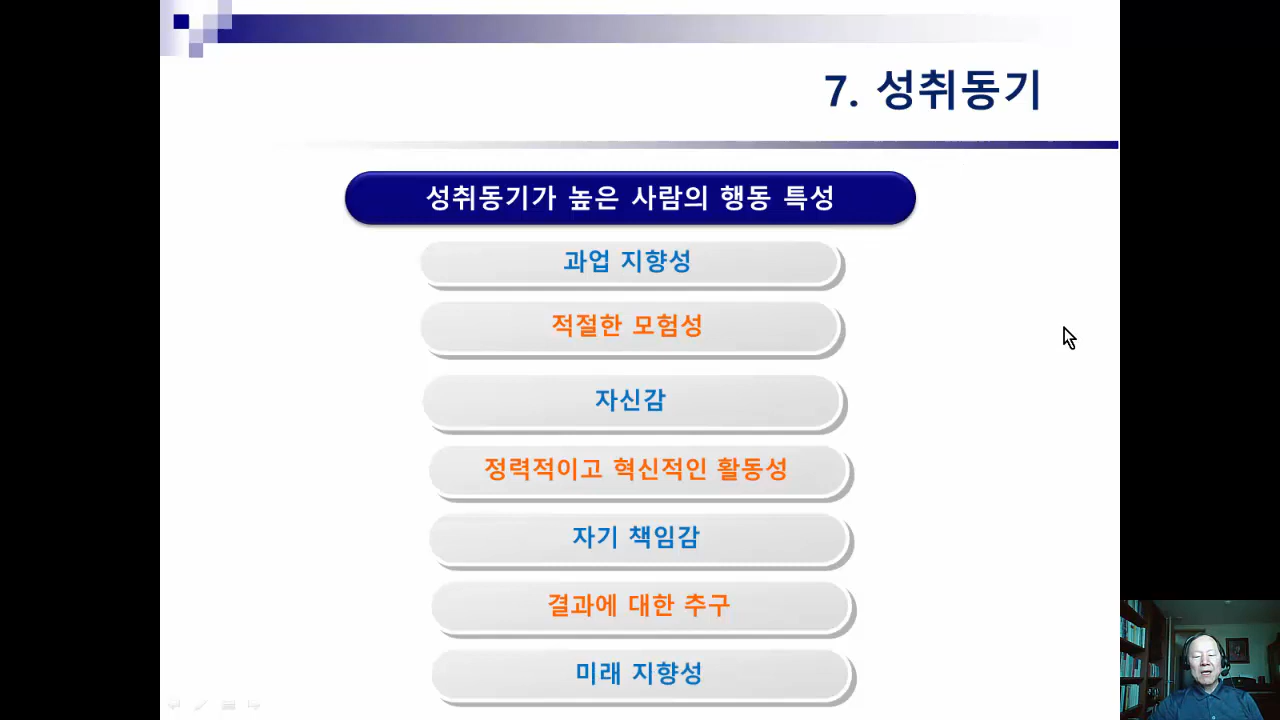 7. 성취동기
성취동기가 높은 사람의 행동 특성
과업 지향성
적절한 모험성
자신감
정력적이고 혁신적인 활동성
자기 책임감
결과에 대한 추구
미래 지향성